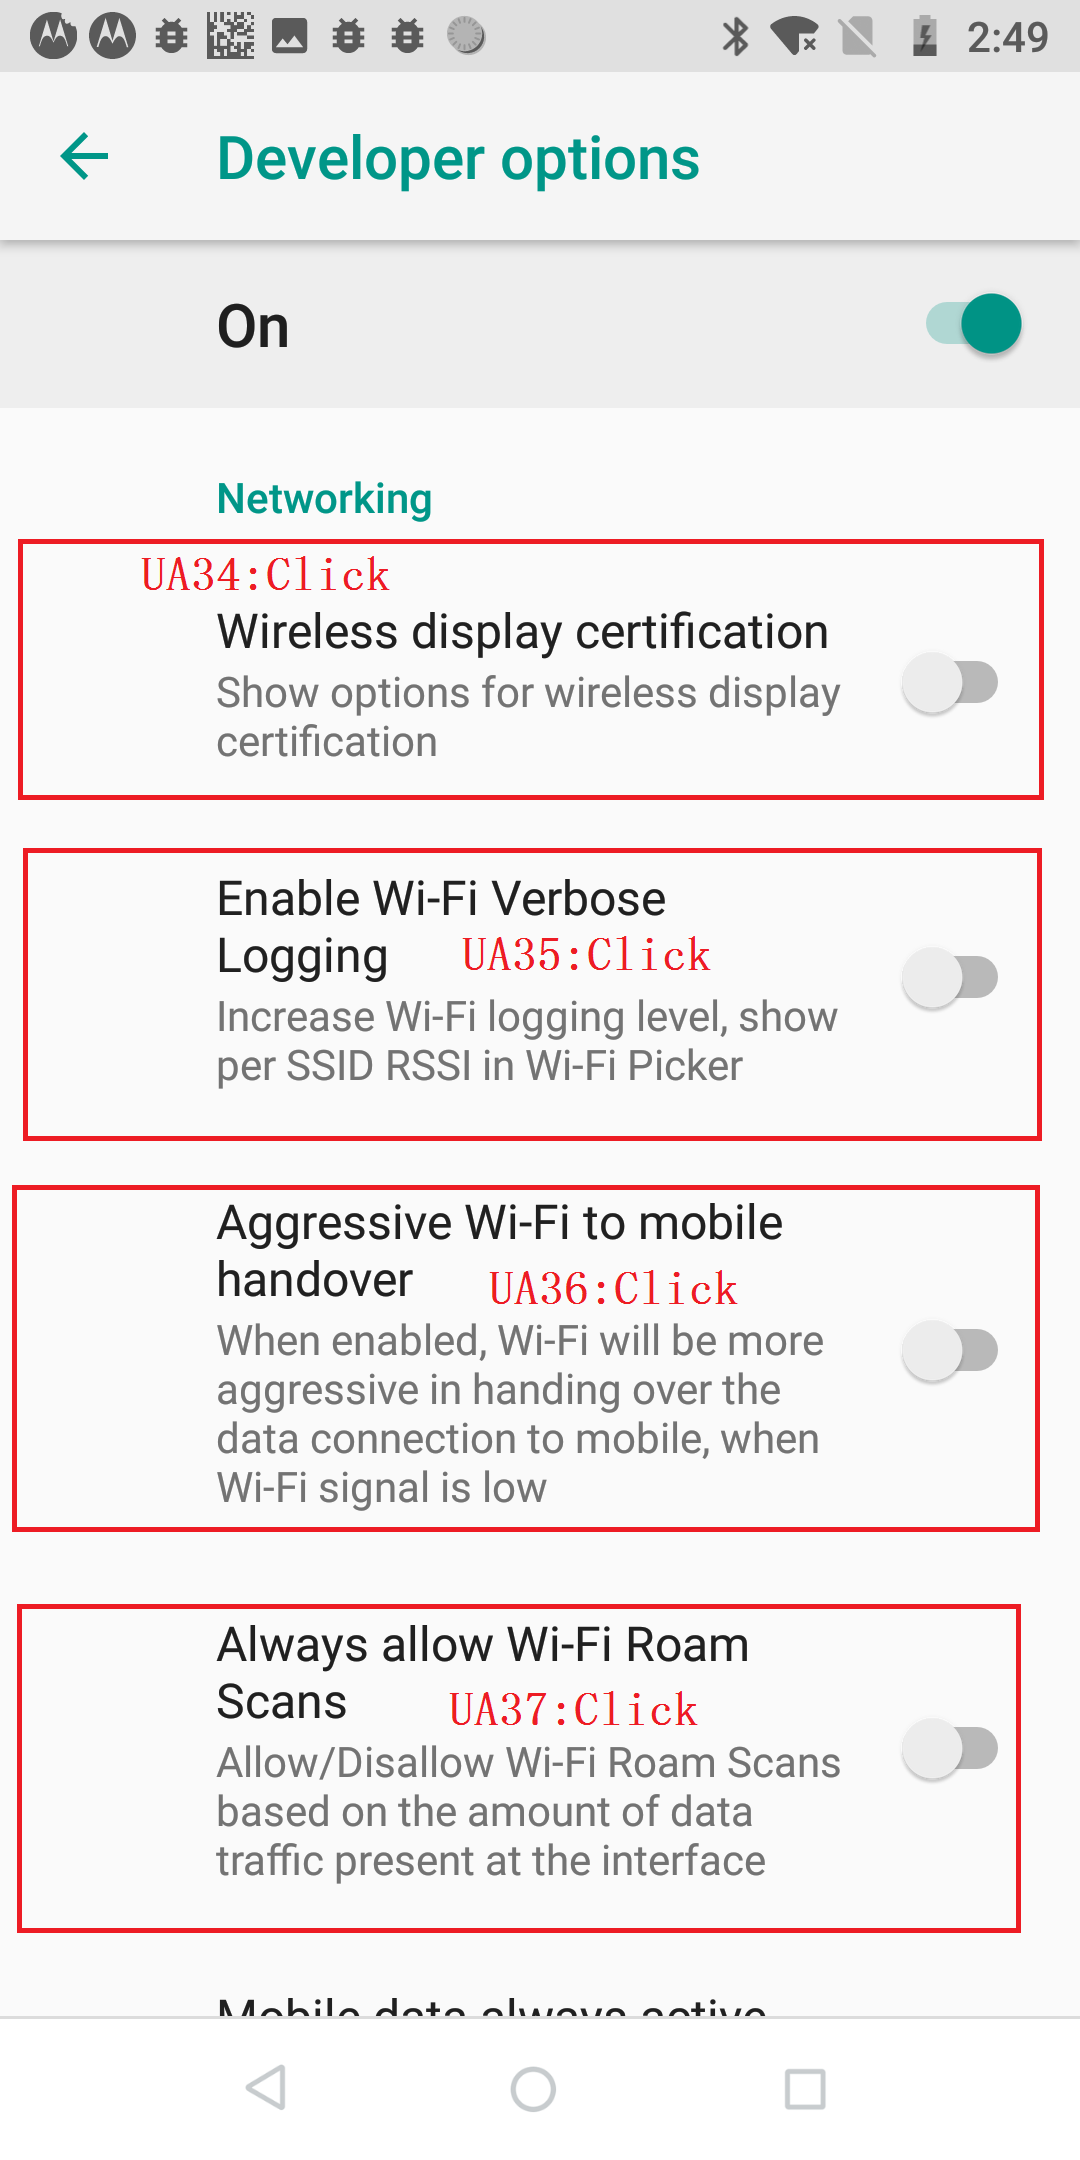 2:49
Developer options
On
Networking
UA34:Click
Wireless display certification
Show options for wireless display
certification
Enable Wi-Fi Verbose
Logging UA35:Click
Increase Wi-Fi logging level, show
per SSID RSSI in Wi-Fi Picker
Aggressive Wi-Fi to mobile
handover UA36:Click
When enabled, Wi-Fi will be more
aggressive in handing over the
data connection to mobile, when
Wi-Fi signal is low
Always allow Wi-Fi Roam
Scans UA37:Click
Allow/Disallow Wi-Fi Roam Scans
based on the amount of data
traffic present at the interface
Mobile data always active